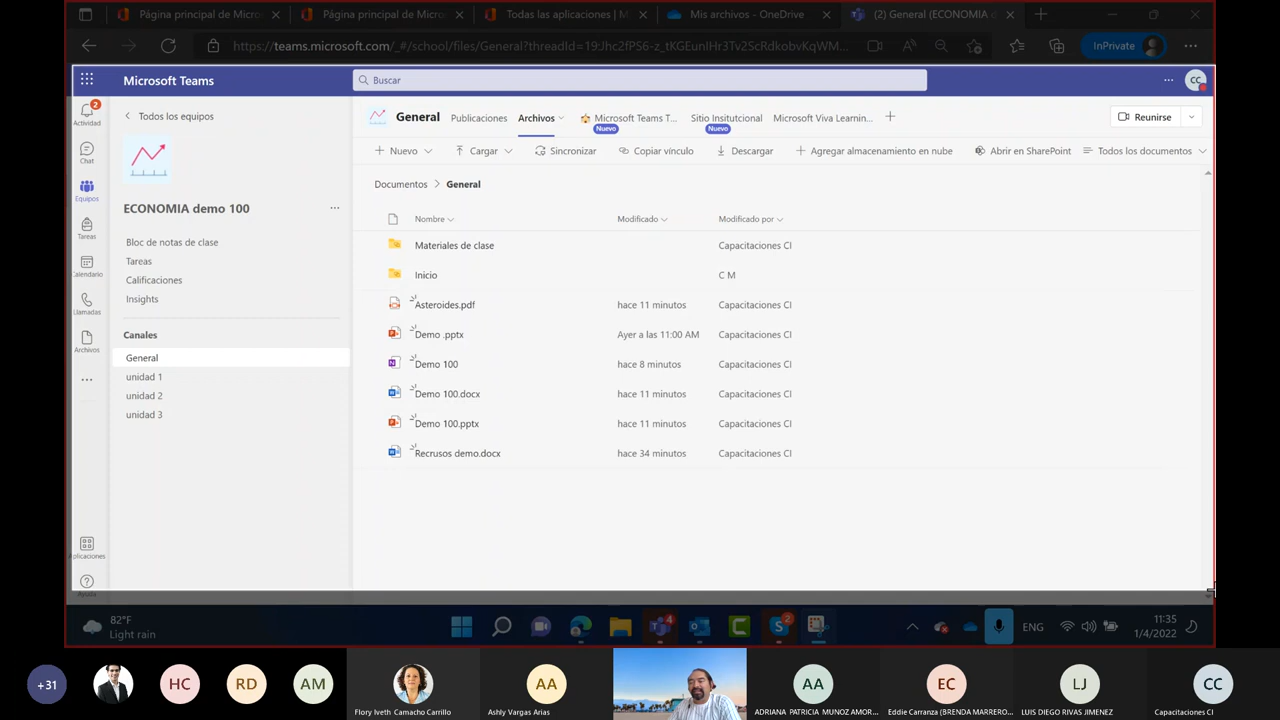 Página principal de Micros
Página principal de Micros
Todas las aplicaciones | M
Mis archivos - OneDrive
(2) General (ECONOMIA d
https://teams.microsoft.com/_#/school/files/General?threadId=19:Jhc2fPS6-z_tKGEunIHr3Tv2ScRdkobvKqWM...
InPrivate
Microsoft Teams
Buscar
CC
2
Actividad
Chat
Equipos
Tareas
Calendario
Llamadas
Archivos
Aplicaciones
Ayuda
Todos los equipos
ECONOMIA demo 100
Bloc de notas de clase
Tareas
Calificaciones
Insights
Canales
General
unidad 1
unidad 2
unidad 3
General
Publicaciones
Archivos
Microsoft Teams T...
Nuevo
Sitio Insitutcional
Nuevo
Microsoft Viva Learnin...
Reunirse
Nuevo
Cargar
Sincronizar
Copiar vínculo
Descargar
Agregar almacenamiento en nube
Abrir en SharePoint
Todos los documentos
Documentos > General
Nombre Modificado Modificado por
Materiales de clase Capacitaciones CI
Inicio C M
Asteroides.pdf hace 11 minutos Capacitaciones CI
Demo .pptx Ayer a las 11:00 AM Capacitaciones CI
Demo 100 hace 8 minutos Capacitaciones CI
Demo 100.docx hace 11 minutos Capacitaciones CI
Demo 100.pptx hace 11 minutos Capacitaciones CI
Recrusos demo.docx hace 34 minutos Capacitaciones CI
82°F
Light rain
4
2
ENG
11:35
1/4/2022
+31
HC
RD
AM
Flory Iveth Camacho Carrillo
AA
Ashly Vargas Arias
AA
ADRIANA PATRICIA MUNOZ AMOR...
EC
Eddie Carranza (BRENDA MARRERO...
LJ
LUIS DIEGO RIVAS JIMENEZ
CC
Capacitaciones CI